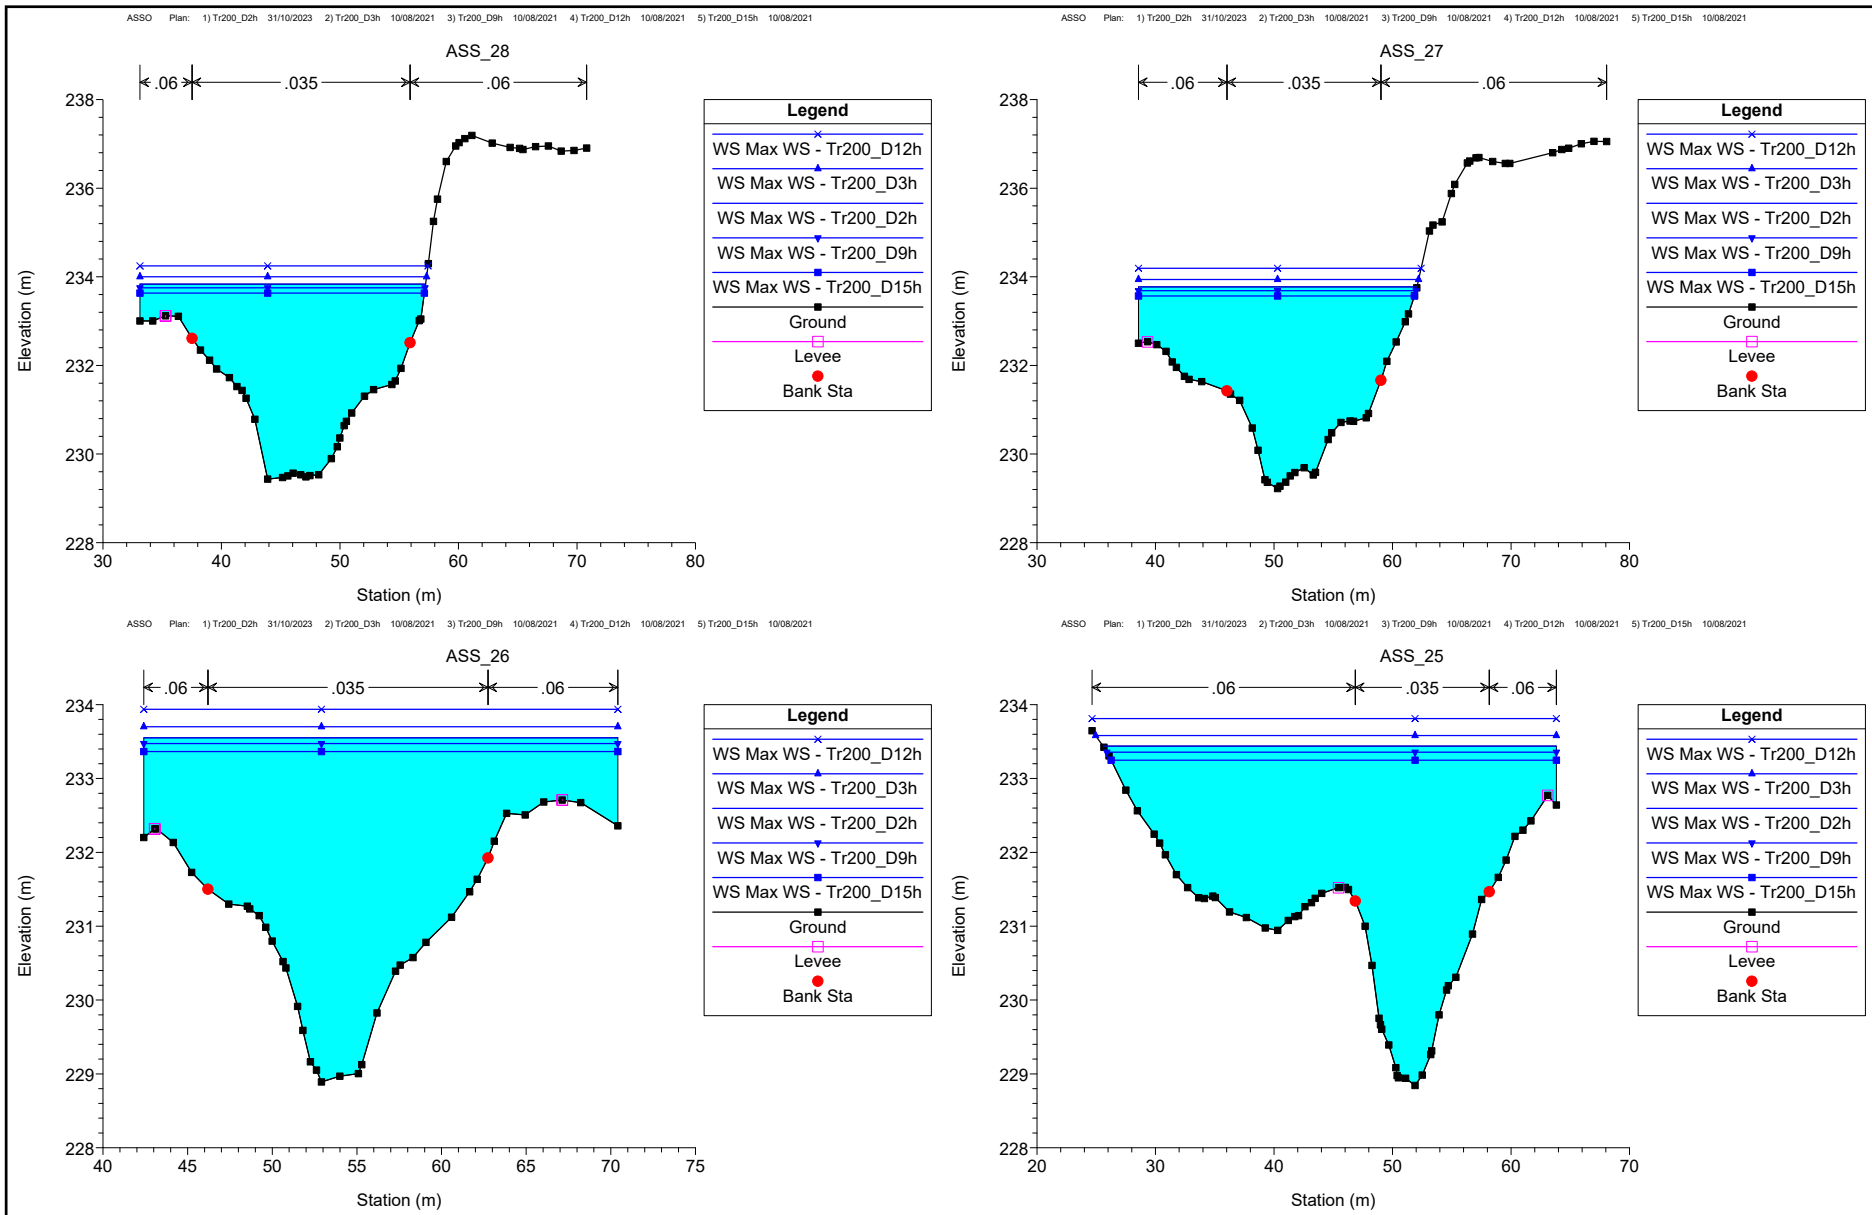 ASSO Plan: 1) Tr200_D2h 31/10/2023 2) Tr200_D3h 10/08/2021 3) Tr200_D9h 10/08/2021 4) Tr200_D12h 10/08/2021 5) Tr200_D15h 10/08/2021
ASS_28
.06 .035 .06
238
236
234
232
230
228
30 40 50 60 70 80
Elevation (m)
Station (m)
Legend
WS Max WS - Tr200_D12h
WS Max WS - Tr200_D3h
WS Max WS - Tr200_D2h
WS Max WS - Tr200_D9h
WS Max WS - Tr200_D15h
Ground
Levee
Bank Sta
ASSO Plan: 1) Tr200_D2h 31/10/2023 2) Tr200_D3h 10/08/2021 3) Tr200_D9h 10/08/2021 4) Tr200_D12h 10/08/2021 5) Tr200_D15h 10/08/2021
ASS_27
.06 .035 .06
238
236
234
232
230
228
30 40 50 60 70 80
Elevation (m)
Station (m)
Legend
WS Max WS - Tr200_D12h
WS Max WS - Tr200_D3h
WS Max WS - Tr200_D2h
WS Max WS - Tr200_D9h
WS Max WS - Tr200_D15h
Ground
Levee
Bank Sta
ASSO Plan: 1) Tr200_D2h 31/10/2023 2) Tr200_D3h 10/08/2021 3) Tr200_D9h 10/08/2021 4) Tr200_D12h 10/08/2021 5) Tr200_D15h 10/08/2021
ASS_26
.06 .035 .06
234
233
232
231
230
229
228
40 45 50 55 60 65 70 75
Elevation (m)
Station (m)
Legend
WS Max WS - Tr200_D12h
WS Max WS - Tr200_D3h
WS Max WS - Tr200_D2h
WS Max WS - Tr200_D9h
WS Max WS - Tr200_D15h
Ground
Levee
Bank Sta
ASSO Plan: 1) Tr200_D2h 31/10/2023 2) Tr200_D3h 10/08/2021 3) Tr200_D9h 10/08/2021 4) Tr200_D12h 10/08/2021 5) Tr200_D15h 10/08/2021
ASS_25
.06 .035 .06
234
233
232
231
230
229
228
20 30 40 50 60 70
Elevation (m)
Station (m)
Legend
WS Max WS - Tr200_D12h
WS Max WS - Tr200_D3h
WS Max WS - Tr200_D2h
WS Max WS - Tr200_D9h
WS Max WS - Tr200_D15h
Ground
Levee
Bank Sta